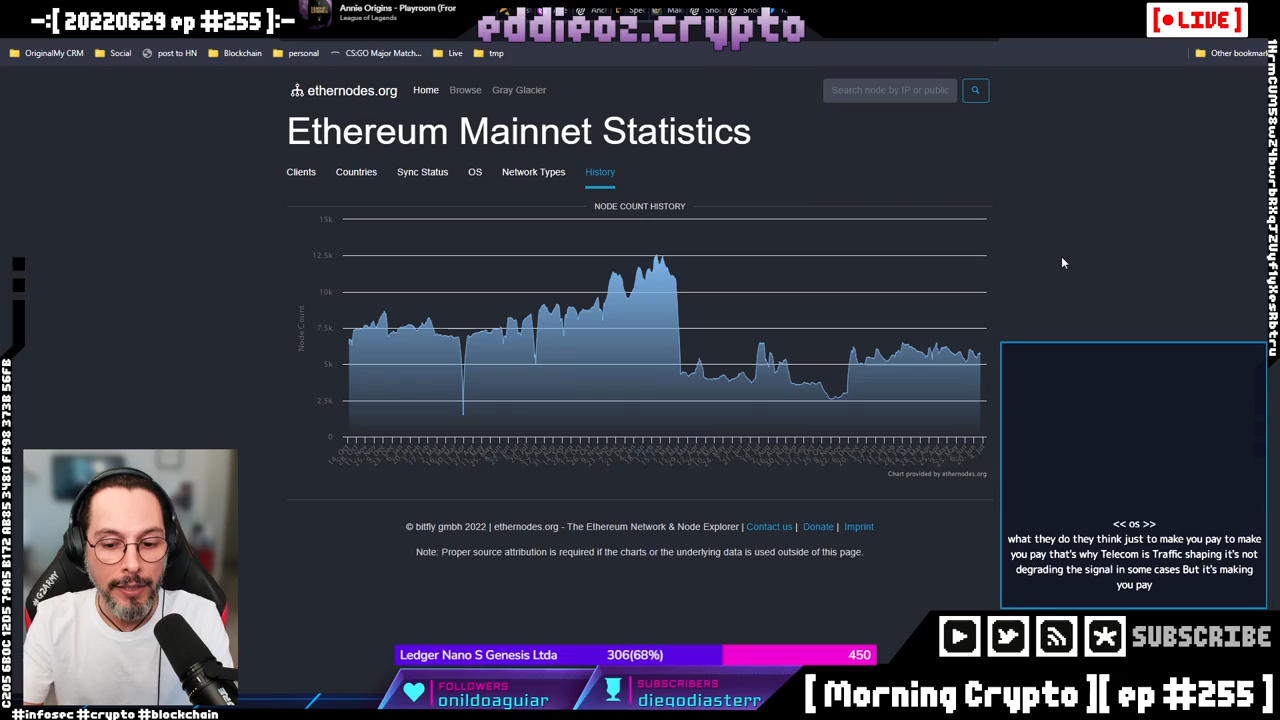 -:[ 20220629 ep #255 ]:-
Annie Origins - Playroom (Fror
League of Legends
eddieoz.crypto
[● LIVE]
OriginalMy CRM
Social
post to HN
Blockchain
personal
CS:GO Major Match...
Live
tmp
Other bookmar
ethernodes.org
Home
Browse
Gray Glacier
Search node by IP or public
Ethereum Mainnet Statistics
Clients
Countries
Sync Status
OS
Network Types
History
NODE COUNT HISTORY
15k
12.5k
10k
7.5k
5k
2.5k
0
Node Count
Chart provided by ethernodes.org
© bitfly gmbh 2022 | ethernodes.org - The Ethereum Network & Node Explorer | Contact us | Donate | Imprint
Note: Proper source attribution is required if the charts or the underlying data is used outside of this page.
<< os >>
what they do they think just to make you pay to make
you pay that's why Telecom is Traffic shaping it's not
degrading the signal in some cases But it's making
you pay
#G2ARMY
SUBSCRIBE
Ledger Nano S Genesis Ltda
306(68%)
450
FOLLOWERS
onildoaguiar
SUBSCRIBERS
diegodiasterr
[ Morning Crypto ][ ep #255 ]
#infosec #crypto #blockchain